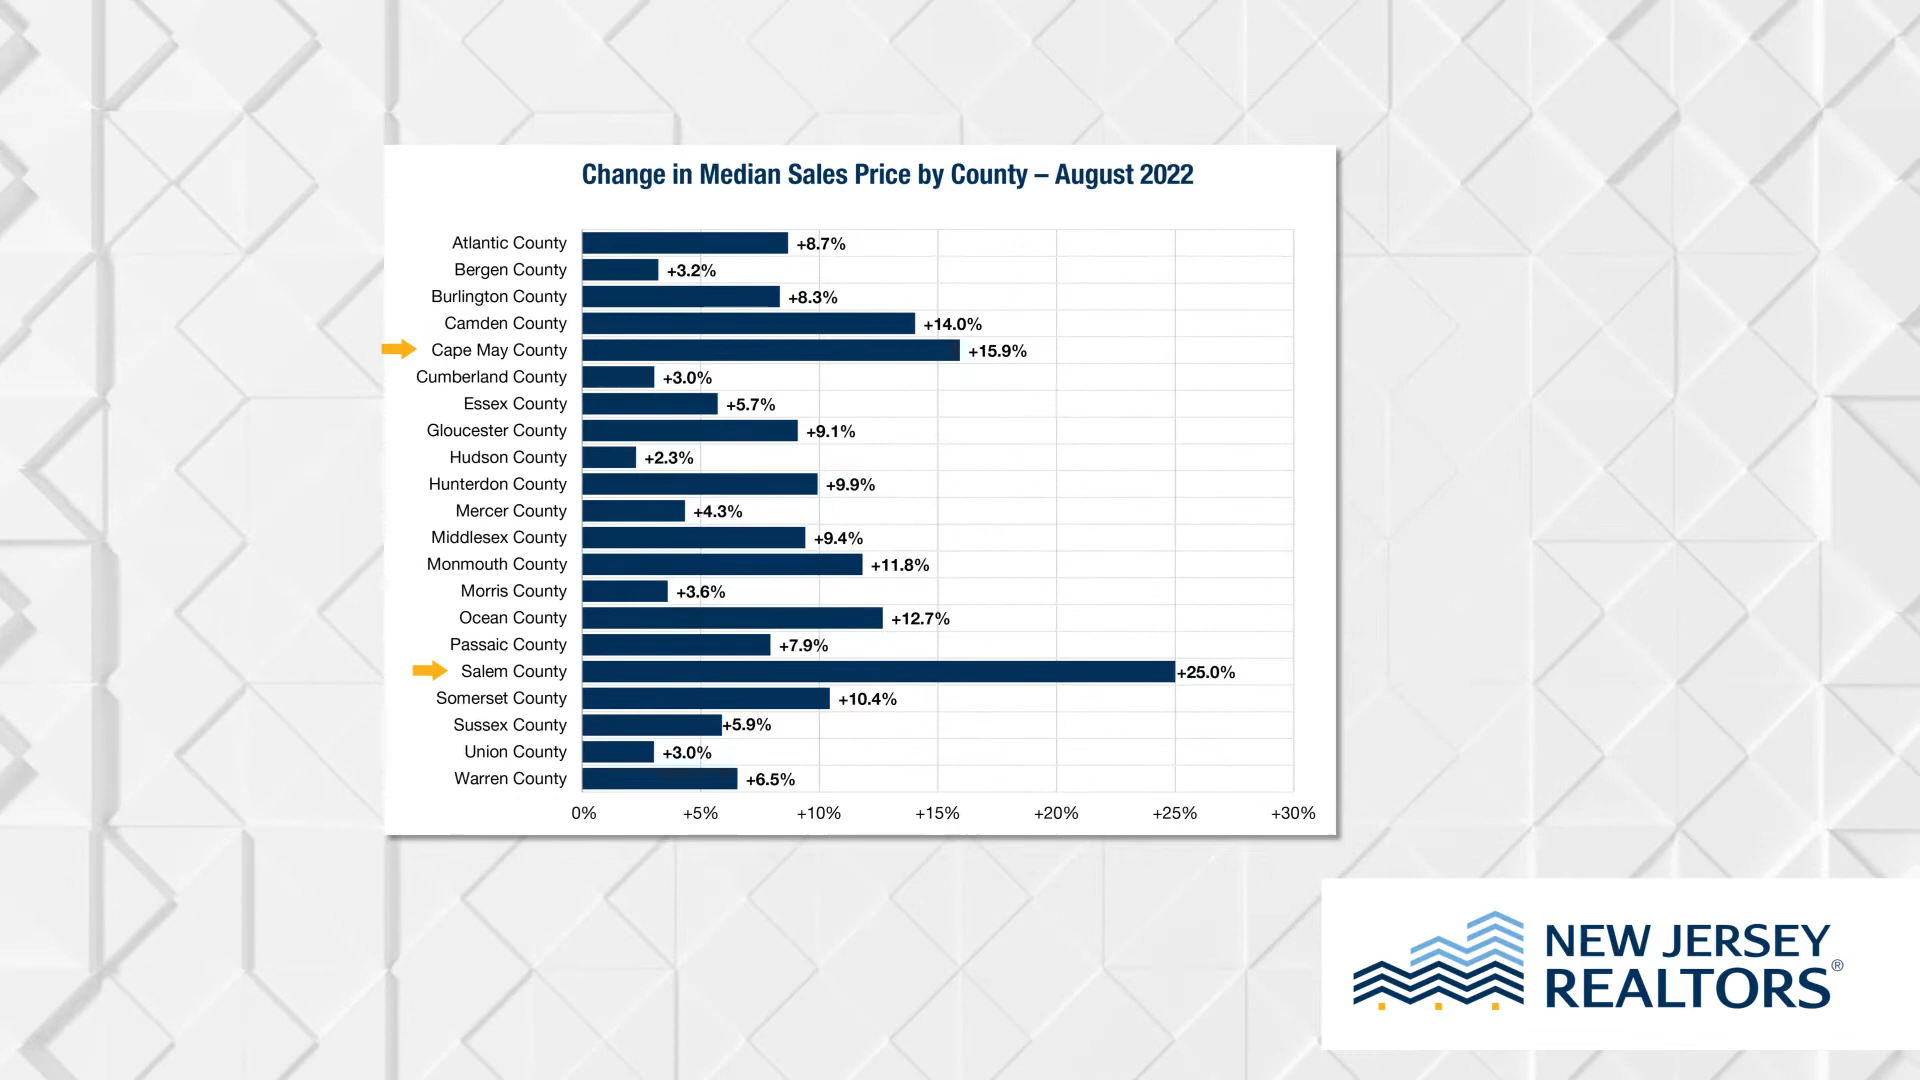 Change in Median Sales Price by County – August 2022
Atlantic County +8.7%
Bergen County +3.2%
Burlington County +8.3%
Camden County +14.0%
Cape May County +15.9%
Cumberland County +3.0%
Essex County +5.7%
Gloucester County +9.1%
Hudson County +2.3%
Hunterdon County +9.9%
Mercer County +4.3%
Middlesex County +9.4%
Monmouth County +11.8%
Morris County +3.6%
Ocean County +12.7%
Passaic County +7.9%
Salem County +25.0%
Somerset County +10.4%
Sussex County +5.9%
Union County +3.0%
Warren County +6.5%
0% +5% +10% +15% +20% +25% +30%
NEW JERSEY
REALTORS®